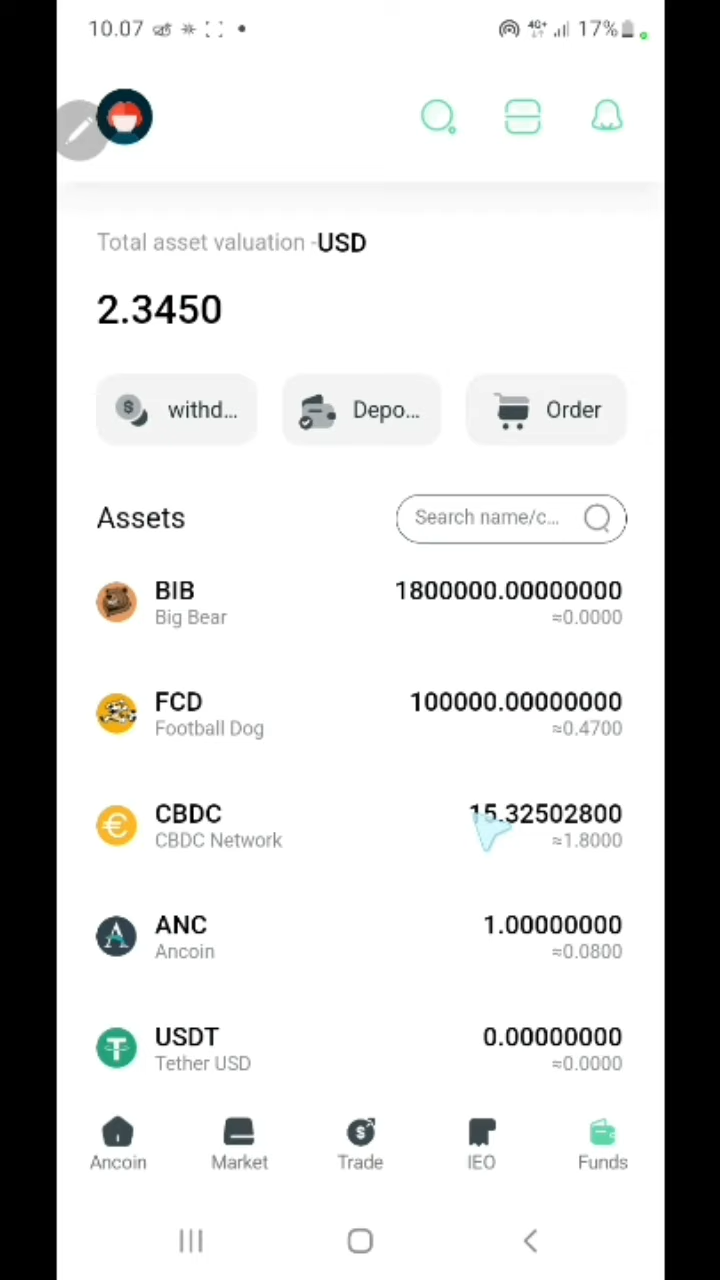 10.07 4G+ 17%
Total asset valuation -USD
2.3450
withd... Depo... Order
Assets Search name/c...
BIB 1800000.00000000
Big Bear ≈0.0000
FCD 100000.00000000
Football Dog ≈0.4700
CBDC 15.32502800
CBDC Network ≈1.8000
ANC 1.00000000
Ancoin ≈0.0800
USDT 0.00000000
Tether USD ≈0.0000
Ancoin Market Trade IEO Funds